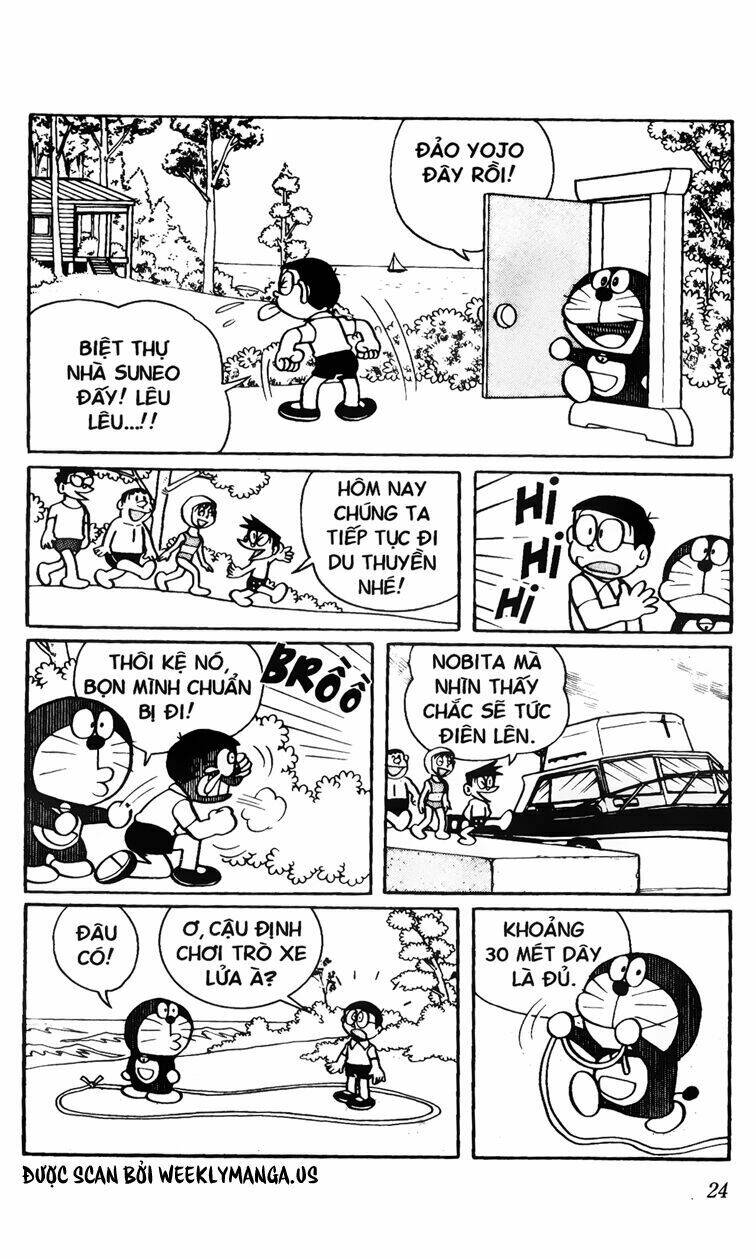 ĐẢO YOJO
ĐÂY RỒI!
BIỆT THỰ
NHÀ SUNEO
ĐẤY! LÊU
LÊU...!!
Hi
Hi
Hi
HÔM NAY
CHÚNG TA
TIẾP TỤC ĐI
DU THUYỀN
NHÉ!
NOBITA MÀ
NHÌN THẤY
CHẮC SẼ TỨC
ĐIÊN LÊN.
BRỒỒ
THÔI KỆ NÓ,
BỌN MÌNH CHUẨN
BỊ ĐI!
KHOẢNG
30 MÉT DÂY
LÀ ĐỦ.
Ơ, CẬU ĐỊNH
CHƠI TRÒ XE
LỬA À?
ĐÂU
CÓ!
ĐƯỢC SCAN BỞI WEEKLYMANGA.US
24